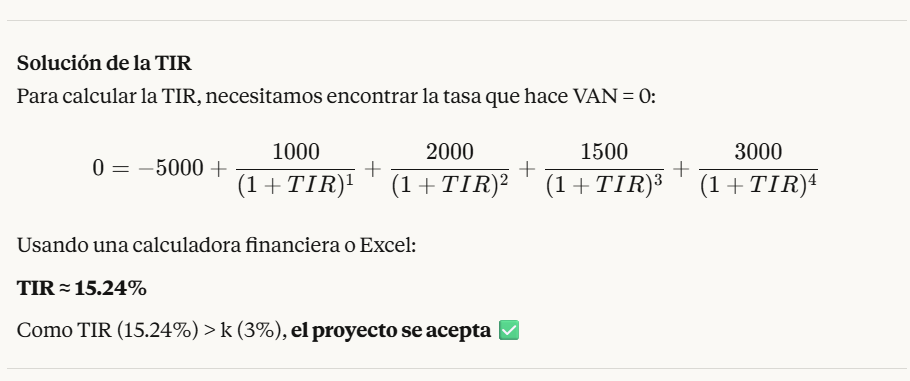 Solución de la TIR
Para calcular la TIR, necesitamos encontrar la tasa que hace VAN = 0:
0 = −5000 + 1000/(1 + TIR)^1 + 2000/(1 + TIR)^2 + 1500/(1 + TIR)^3 + 3000/(1 + TIR)^4
Usando una calculadora financiera o Excel:
TIR ≈ 15.24%
Como TIR (15.24%) > k (3%), el proyecto se acepta ✅